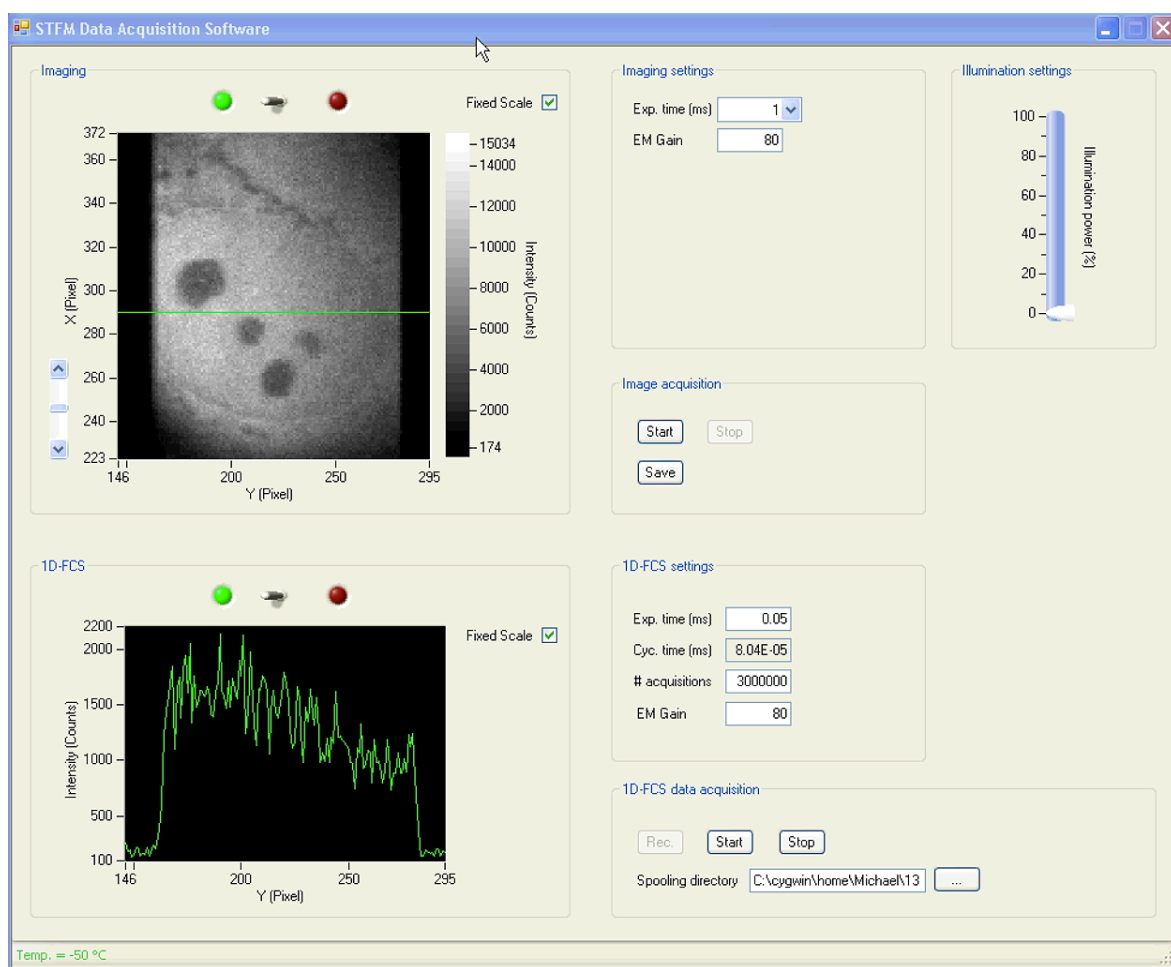 STFM Data Acquisition Software
Imaging
Fixed Scale
372
360
340
320
300
280
260
240
223
X (Pixel)
146 200 250 295
Y (Pixel)
15034
14000
12000
10000
8000
6000
4000
2000
174
Intensity (Counts)
Imaging settings
Exp. time (ms) 1
EM Gain 80
Illumination settings
100
80
60
40
20
0
Illumination power (%)
Image acquisition
Start Stop
Save
1D-FCS
Fixed Scale
2200
2000
1500
1000
500
100
Intensity (Counts)
146 200 250 295
Y (Pixel)
1D-FCS settings
Exp. time (ms) 0.05
Cyc. time (ms) 8.04E-05
# acquisitions 3000000
EM Gain 80
1D-FCS data acquisition
Rec. Start Stop
Spooling directory C:\cygwin\home\Michael\13 ...
Temp. = -50 °C